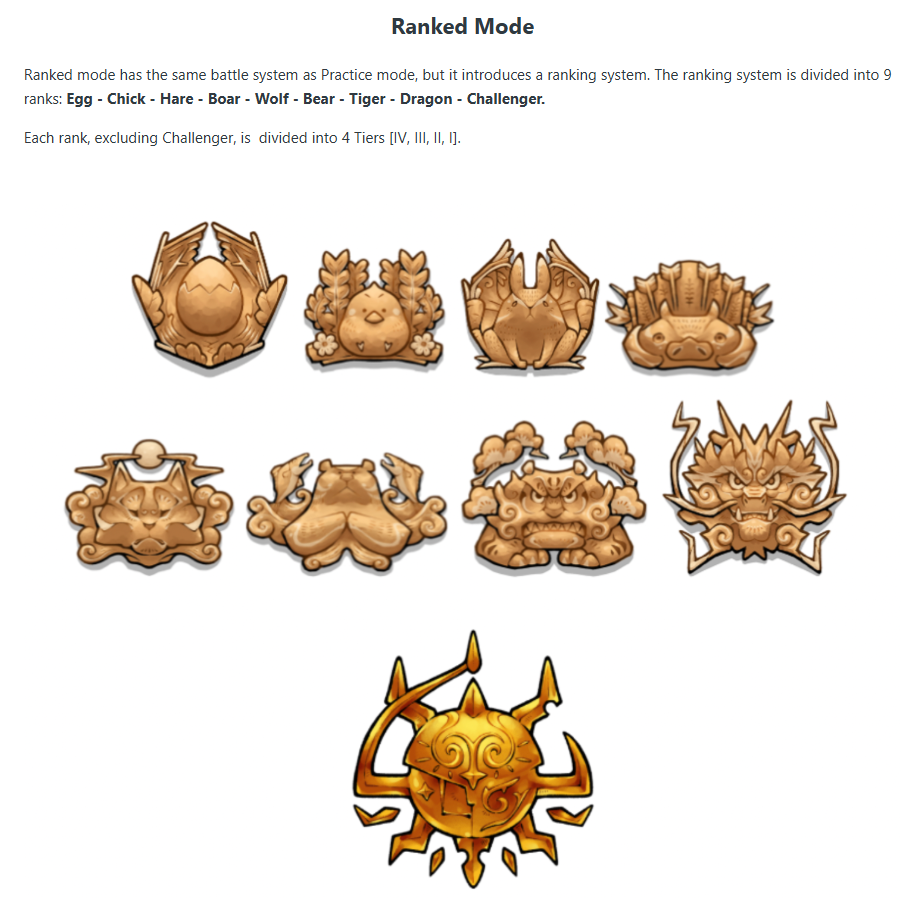 Ranked Mode
Ranked mode has the same battle system as Practice mode, but it introduces a ranking system. The ranking system is divided into 9
ranks: Egg - Chick - Hare - Boar - Wolf - Bear - Tiger - Dragon - Challenger.
Each rank, excluding Challenger, is  divided into 4 Tiers [IV, III, II, I].